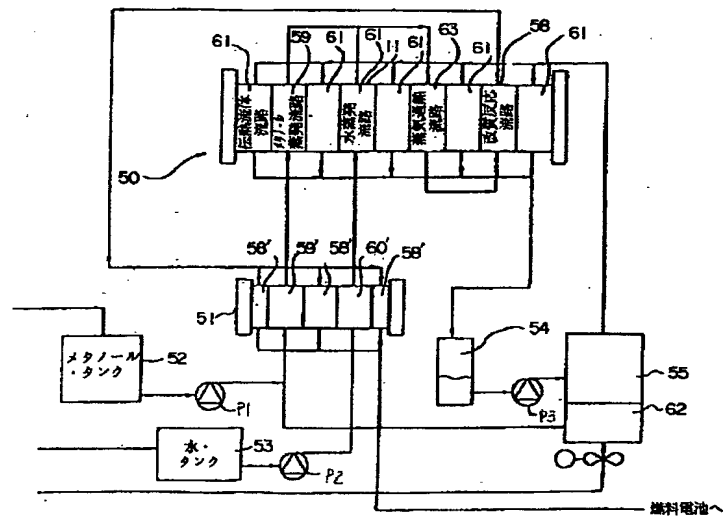 61
59
61
61
11
61
63
61
58
61
伝熱流体
流路
メタノール
蒸発流路
水蒸発
流路
蒸気過熱
流路
改質反応
流路
50
58'
59'
58'
60'
58'
51
54
メタノール
・タンク
52
P1
P3
55
62
水・
タンク
53
P2
燃料電池へ